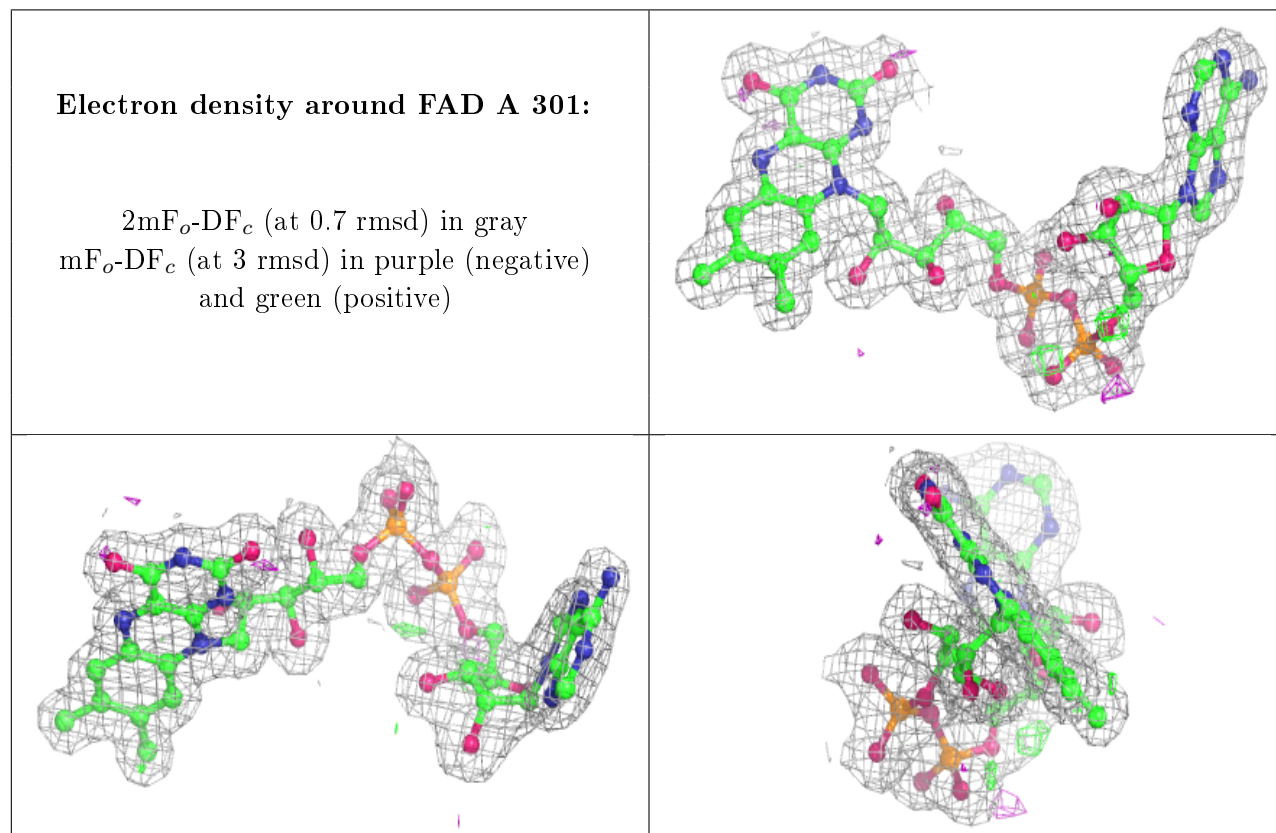 Electron density around FAD A 301:
2mFo-DFc (at 0.7 rmsd) in gray
mFo-DFc (at 3 rmsd) in purple (negative)
and green (positive)